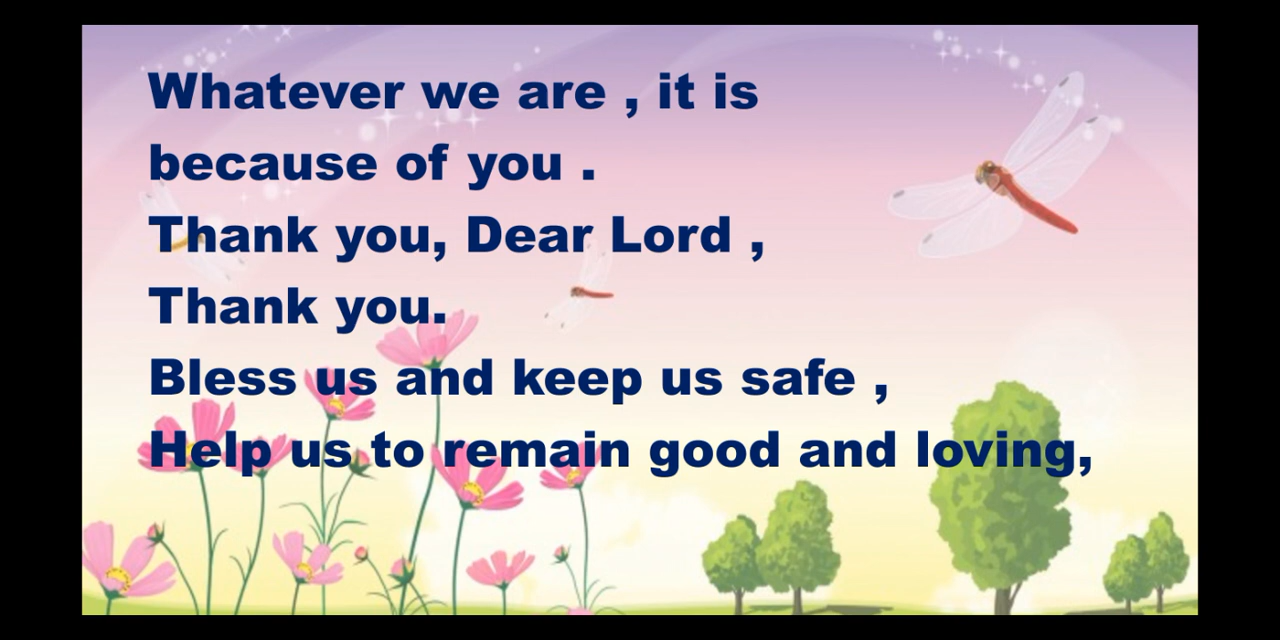 Whatever we are , it is
because of you .
Thank you, Dear Lord ,
Thank you.
Bless us and keep us safe ,
Help us to remain good and loving,